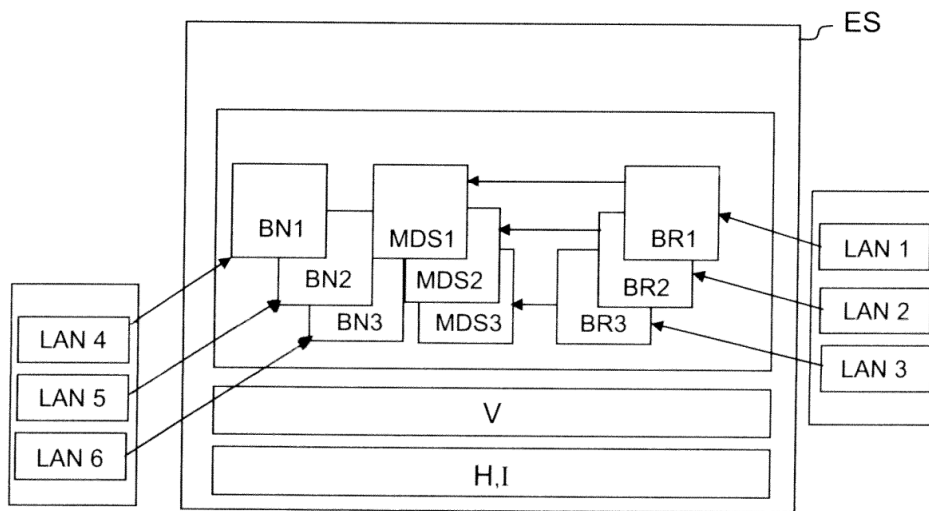 ES
BN1
MDS1
BR1
LAN 1
BN2
MDS2
BR2
LAN 2
BN3
MDS3
BR3
LAN 3
LAN 4
LAN 5
LAN 6
V
H,I